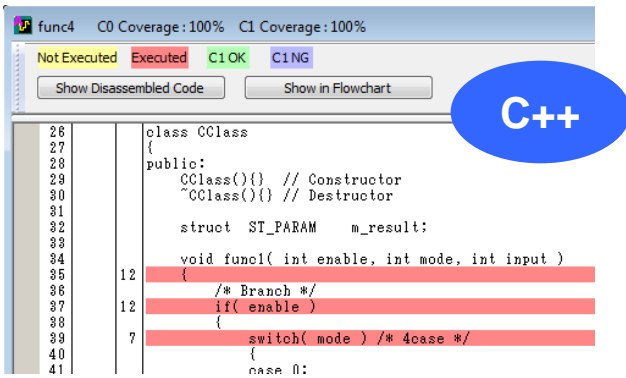 func4 C0 Coverage : 100% C1 Coverage : 100%
Not Executed Executed C1 OK C1 NG
Show Disassembled Code Show in Flowchart
C++
26 class CClass
27 {
28 public:
29 CClass(){} // Constructor
30 ~CClass(){} // Destructor
31
32 struct ST_PARAM m_result;
33
34 void func1( int enable, int mode, int input )
35 12 {
36 /* Branch */
37 12 if( enable )
38 {
39 7 switch( mode ) /* 4case */
40 {
41 case 0: